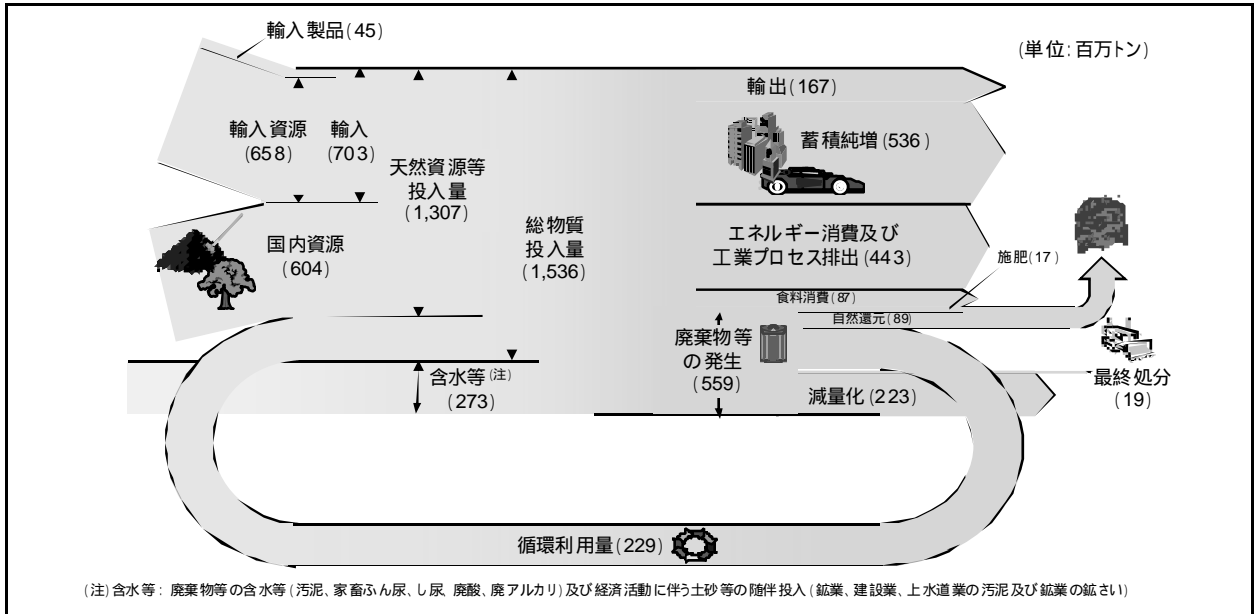 輸入製品(45)
(単位:百万トン)
輸出(167)
輸入資源
(658)
輸入
(703)
蓄積純増(536)
天然資源等
投入量
(1,307)
総物質
投入量
(1,536)
国内資源
(604)
エネルギー消費及び
工業プロセス排出(443)
施肥(17)
食料消費(87)
自然還元(89)
廃棄物等
の発生
(559)
含水等(注)
(273)
減量化(223)
最終処分
(19)
循環利用量(229)
(注)含水等:廃棄物等の含水等(汚泥、家畜ふん尿、し尿、廃酸、廃アルカリ)及び経済活動に伴う土砂等の随伴投入(鉱業、建設業、上水道業の汚泥及び鉱業の鉱さい)